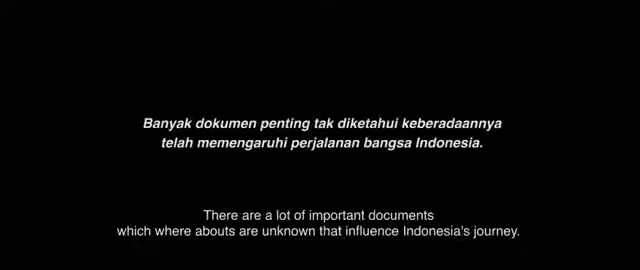 Banyak dokumen penting tak diketahui keberadaannya
telah memengaruhi perjalanan bangsa Indonesia.
There are a lot of important documents
which where abouts are unknown that influence Indonesia's journey.